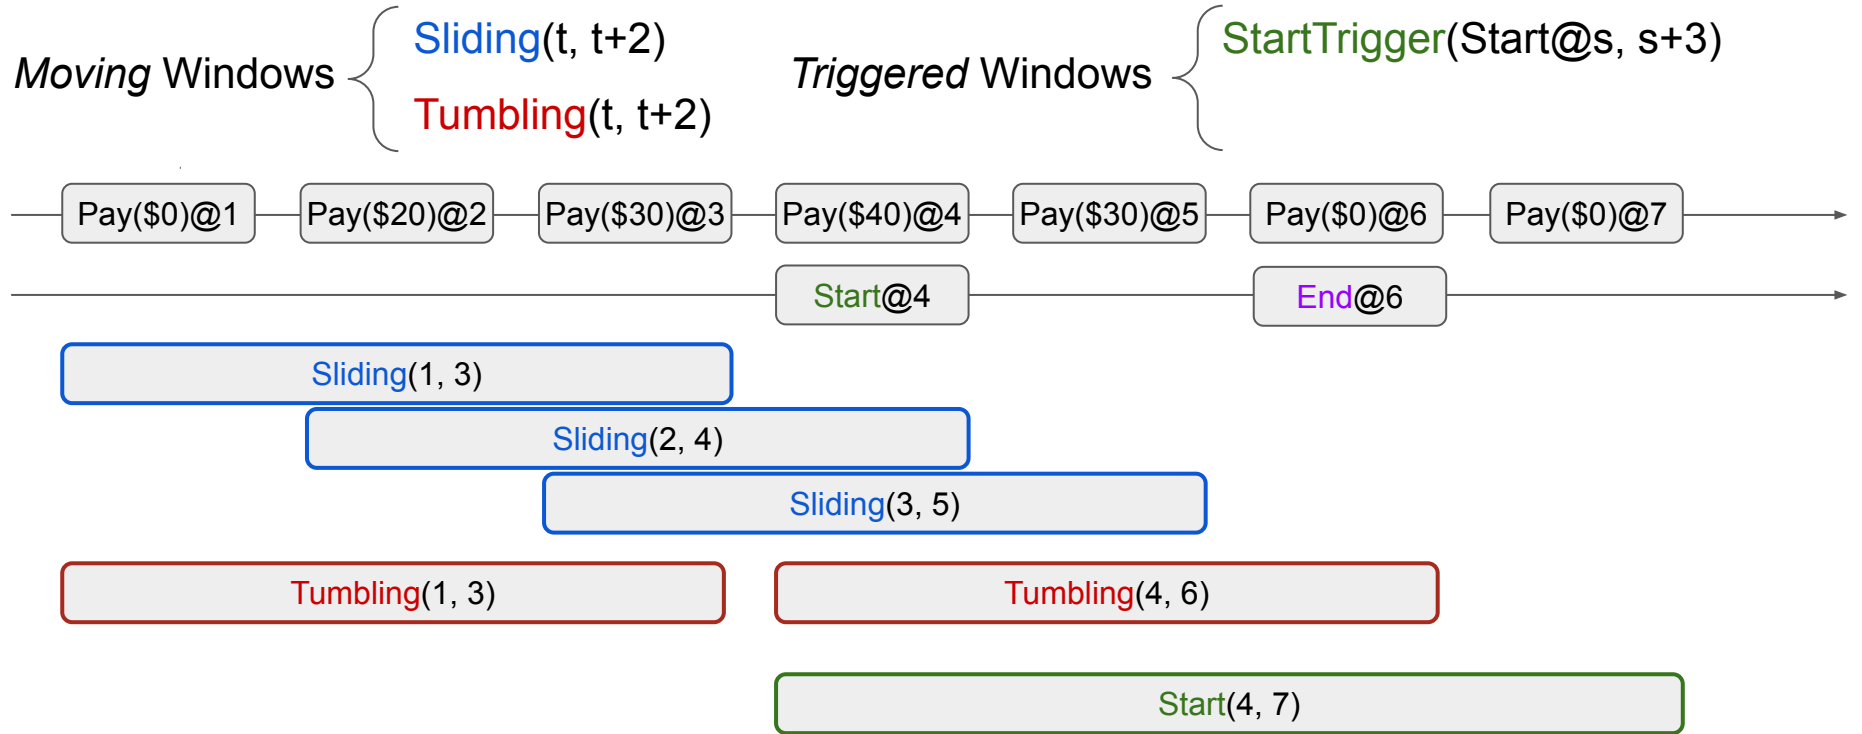 Sliding(t, t+2)
Moving Windows
Tumbling(t, t+2)
StartTrigger(Start@s, s+3)
Triggered Windows
Pay($0)@1 Pay($20)@2 Pay($30)@3 Pay($40)@4 Pay($30)@5 Pay($0)@6 Pay($0)@7
Start@4 End@6
Sliding(1, 3)
Sliding(2, 4)
Sliding(3, 5)
Tumbling(1, 3) Tumbling(4, 6)
Start(4, 7)